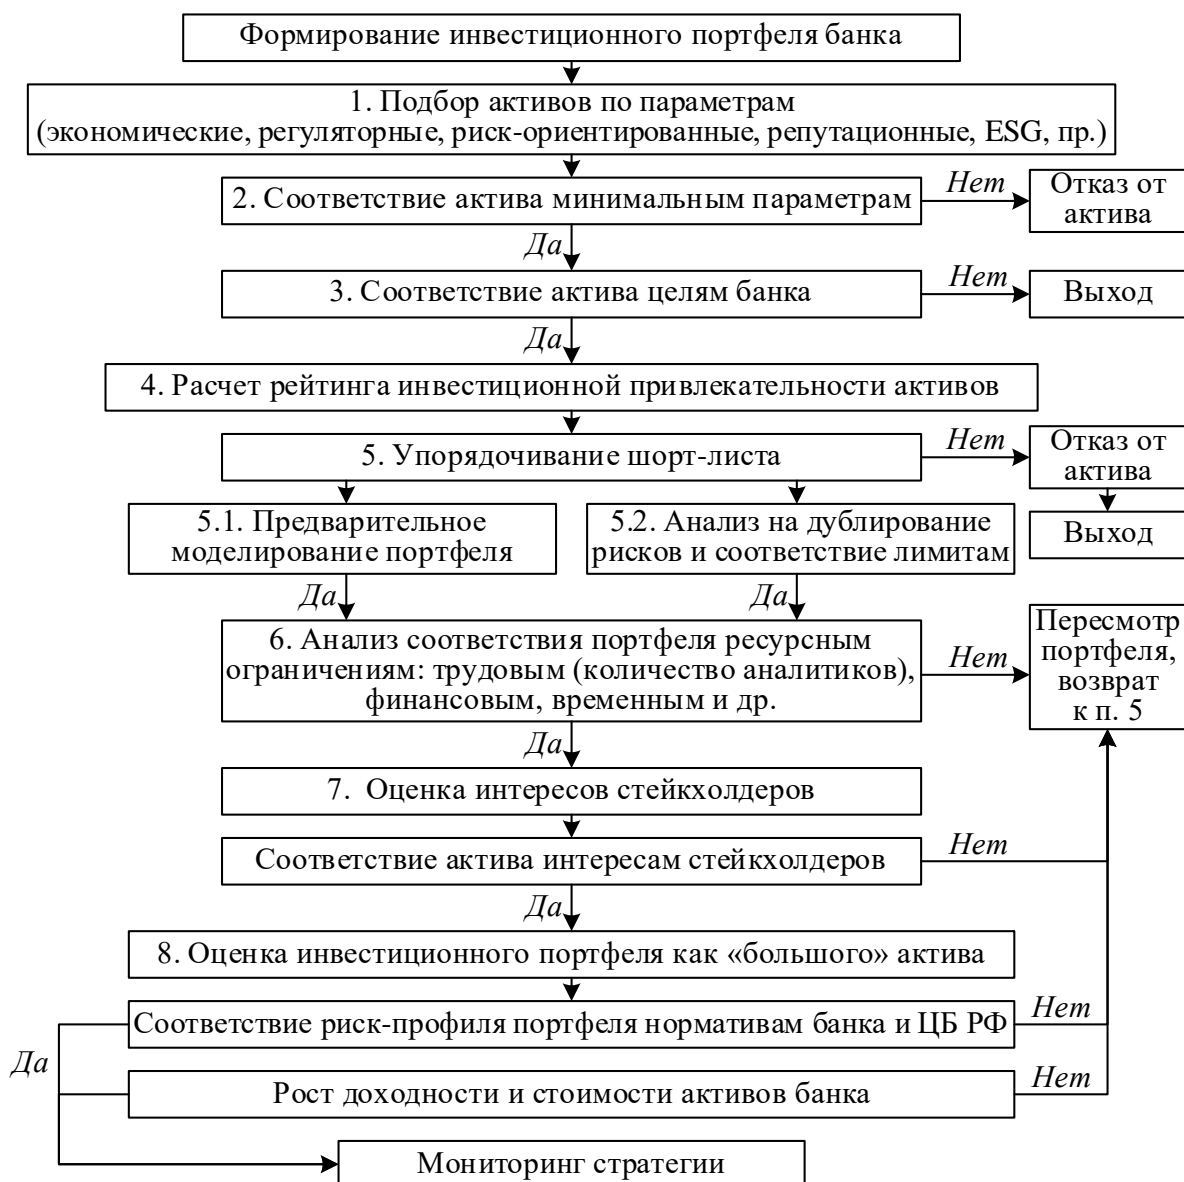 Формирование инвестиционного портфеля банка
1. Подбор активов по параметрам
(экономические, регуляторные, риск-ориентированные, репутационные, ESG, пр.)
2. Соответствие актива минимальным параметрам
Нет
Отказ от
актива
Да
3. Соответствие актива целям банка
Нет
Выход
Да
4. Расчет рейтинга инвестиционной привлекательности активов
5. Упорядочивание шорт-листа
Нет
Отказ от
актива
5.1. Предварительное
моделирование портфеля
5.2. Анализ на дублирование
рисков и соответствие лимитам
Выход
Да
Да
6. Анализ соответствия портфеля ресурсным
ограничениям: трудовым (количество аналитиков),
финансовым, временным и др.
Нет
Пересмотр
портфеля,
возврат
к п. 5
Да
7. Оценка интересов стейкхолдеров
Соответствие актива интересам стейкхолдеров
Нет
Да
8. Оценка инвестиционного портфеля как «большого» актива
Соответствие риск-профиля портфеля нормативам банка и ЦБ РФ
Нет
Да
Рост доходности и стоимости активов банка
Нет
Мониторинг стратегии